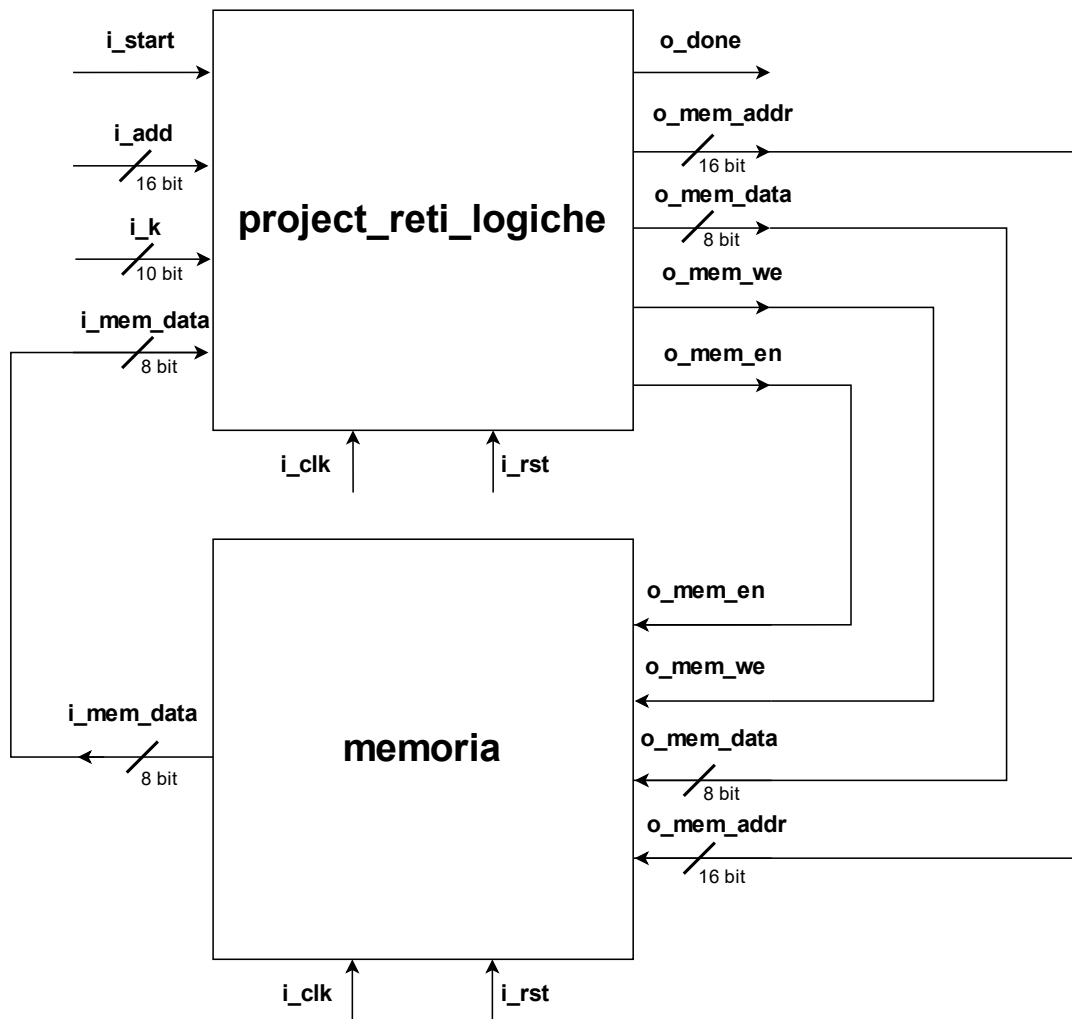 i_start
o_done
o_mem_addr
i_add
16 bit
16 bit
o_mem_data
project_reti_logiche
i_k
8 bit
10 bit
o_mem_we
i_mem_data
8 bit
o_mem_en
i_clk
i_rst
o_mem_en
o_mem_we
i_mem_data
memoria
o_mem_data
8 bit
8 bit
o_mem_addr
16 bit
i_clk
i_rst